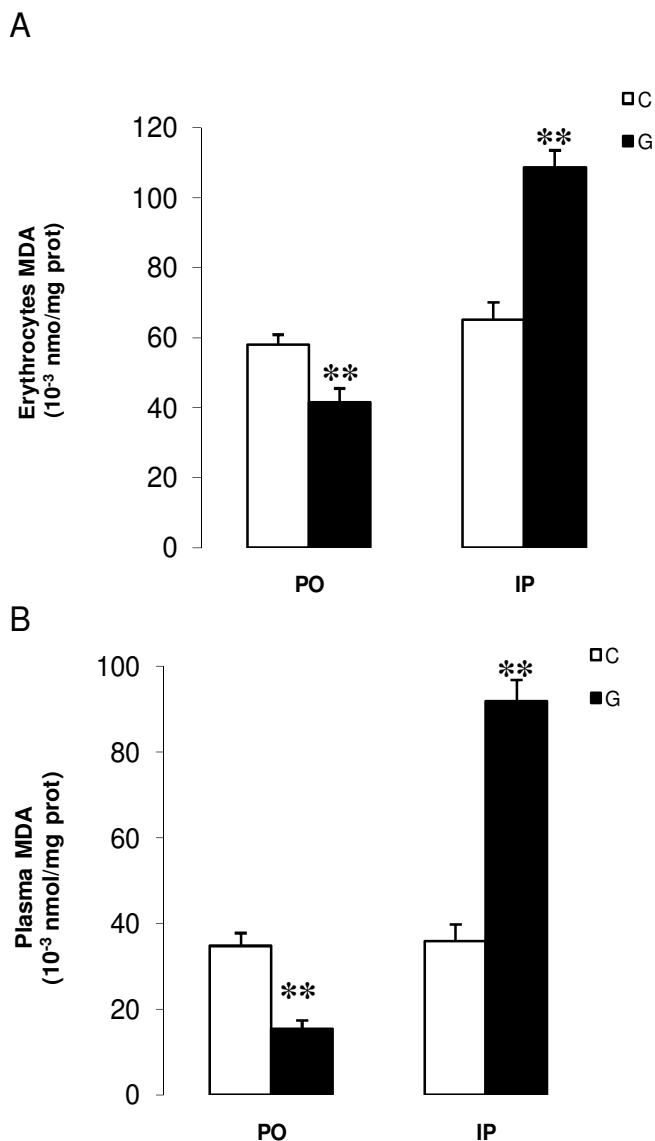 A
C
G
120
100
80
60
40
20
0
Erythrocytes MDA
(10⁻³ nmo/mg prot)
**
**
PO IP
B
C
G
100
80
60
40
20
0
Plasma MDA
(10⁻³ nmol/mg prot)
**
**
PO IP